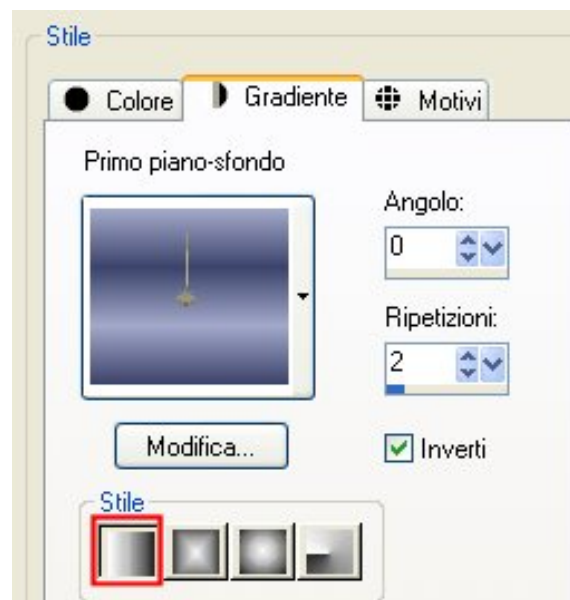 Stile
Colore Gradiente Motivi
Primo piano-sfondo
Angolo:
0
Ripetizioni:
2
Modifica...
Inverti
Stile